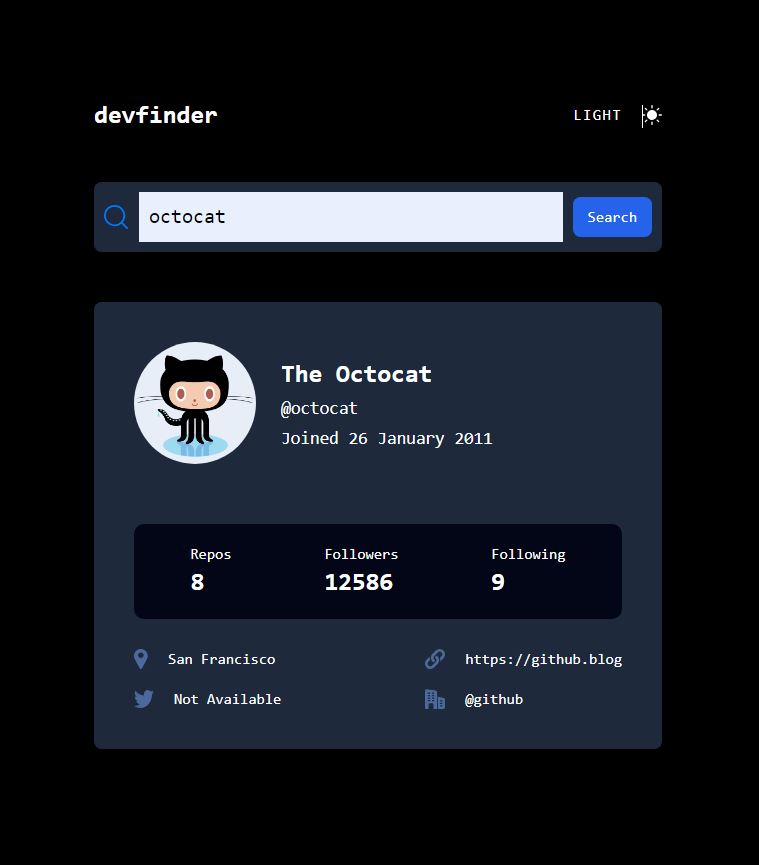 devfinder
LIGHT
octocat
Search
The Octocat
@octocat
Joined 26 January 2011
Repos Followers Following
8 12586 9
San Francisco https://github.blog
Not Available @github